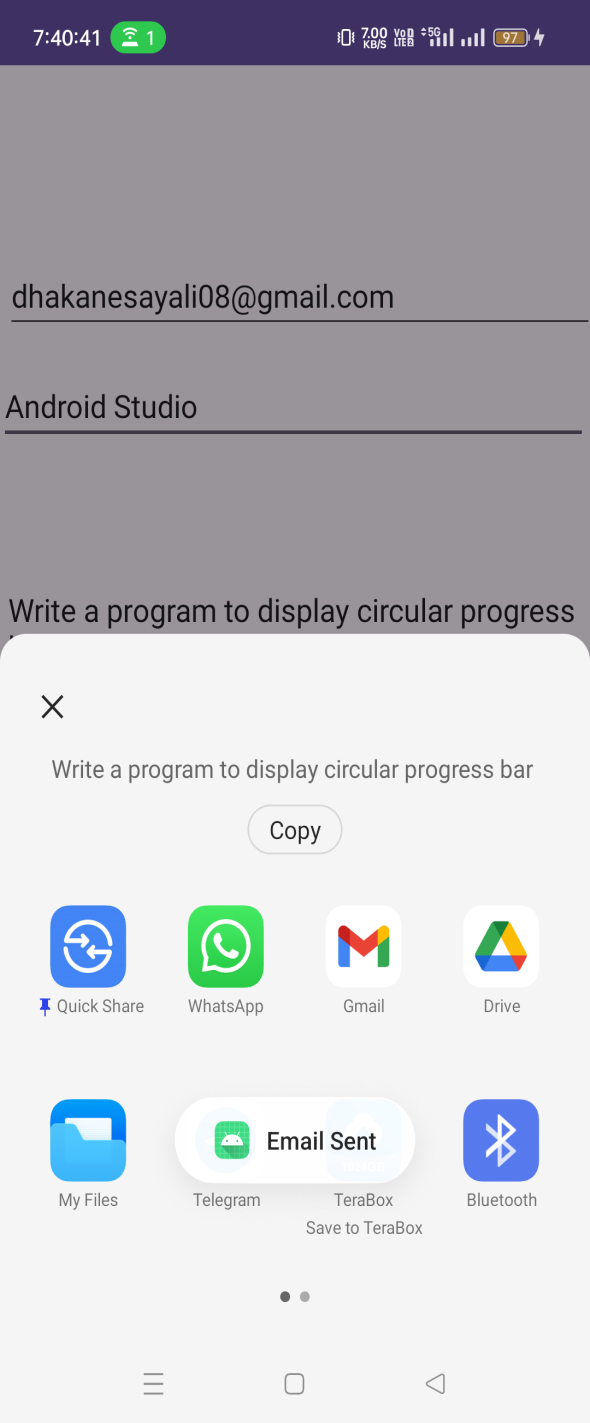 7:40:41 1 7.00 KB/S VoD LTE 5G 97
dhakanesayali08@gmail.com
Android Studio
Write a program to display circular progress
Write a program to display circular progress bar
Copy
Quick Share WhatsApp Gmail Drive
Email Sent
My Files Telegram TeraBox Bluetooth
Save to TeraBox